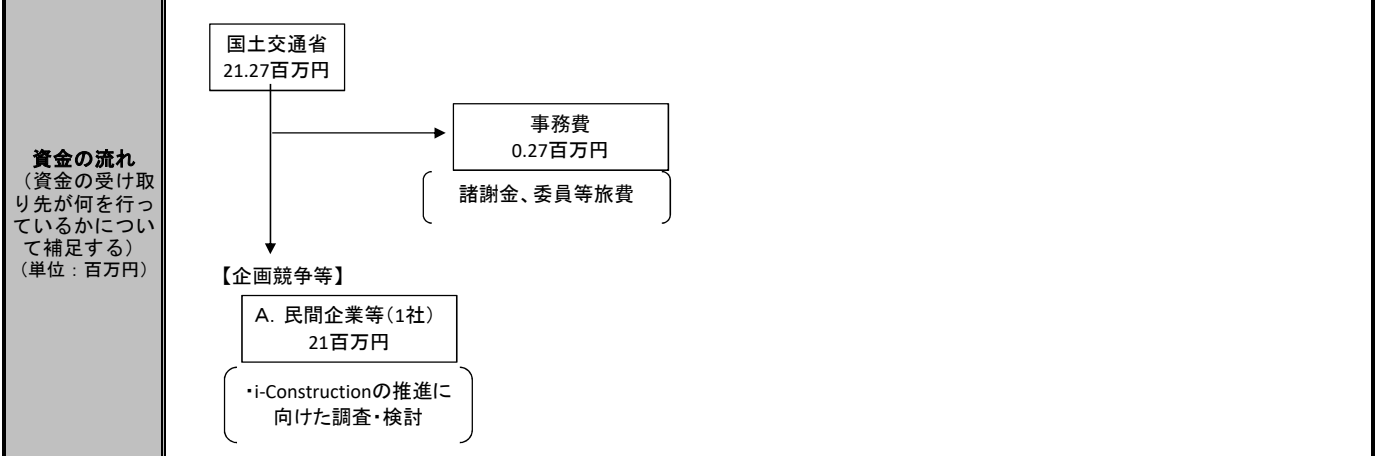 資金の流れ
（資金の受け取
り先が何を行っ
ているかについ
て補足する）
（単位：百万円）
国土交通省
21.27百万円
事務費
0.27百万円
諸謝金、委員等旅費
【企画競争等】
A．民間企業等（1社）
21百万円
・i-Constructionの推進に
向けた調査・検討